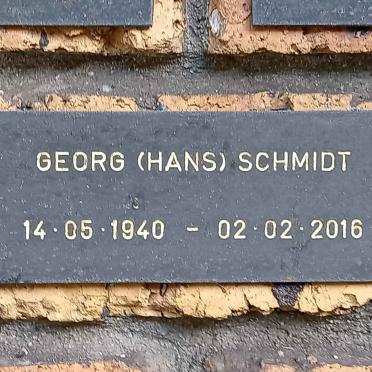 GEORG (HANS) SCHMIDT
14·05·1940 - 02·02·2016